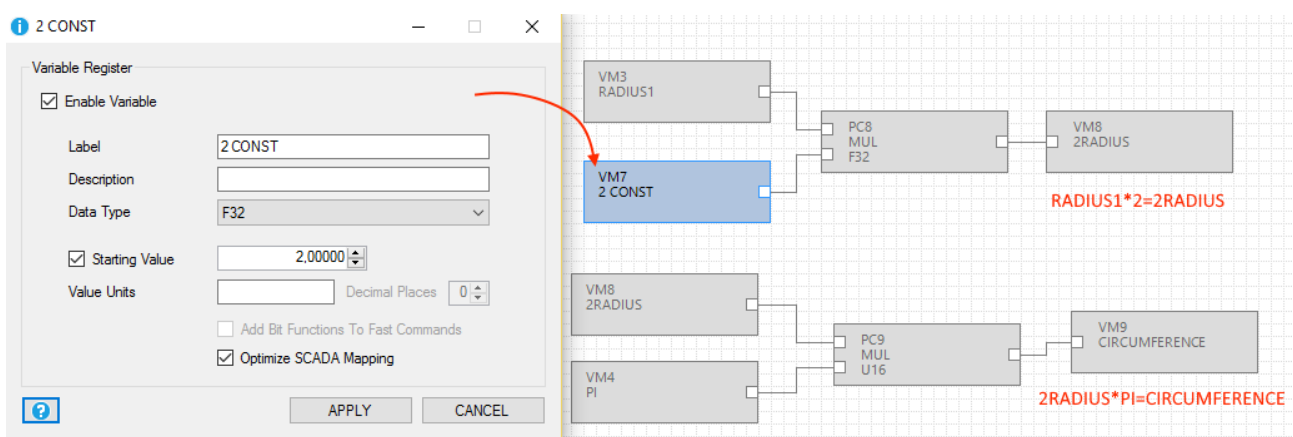 2 CONST
Variable Register
Enable Variable
Label
2 CONST
Description
Data Type
F32
Starting Value
2,00000
Value Units
Decimal Places
0
Add Bit Functions To Fast Commands
Optimize SCADA Mapping
?
APPLY
CANCEL
VM3
RADIUS1
VM7
2 CONST
PC8
MUL
F32
VM8
2RADIUS
RADIUS1*2=2RADIUS
VM8
2RADIUS
VM4
PI
PC9
MUL
U16
VM9
CIRCUMFERENCE
2RADIUS*PI=CIRCUMFERENCE